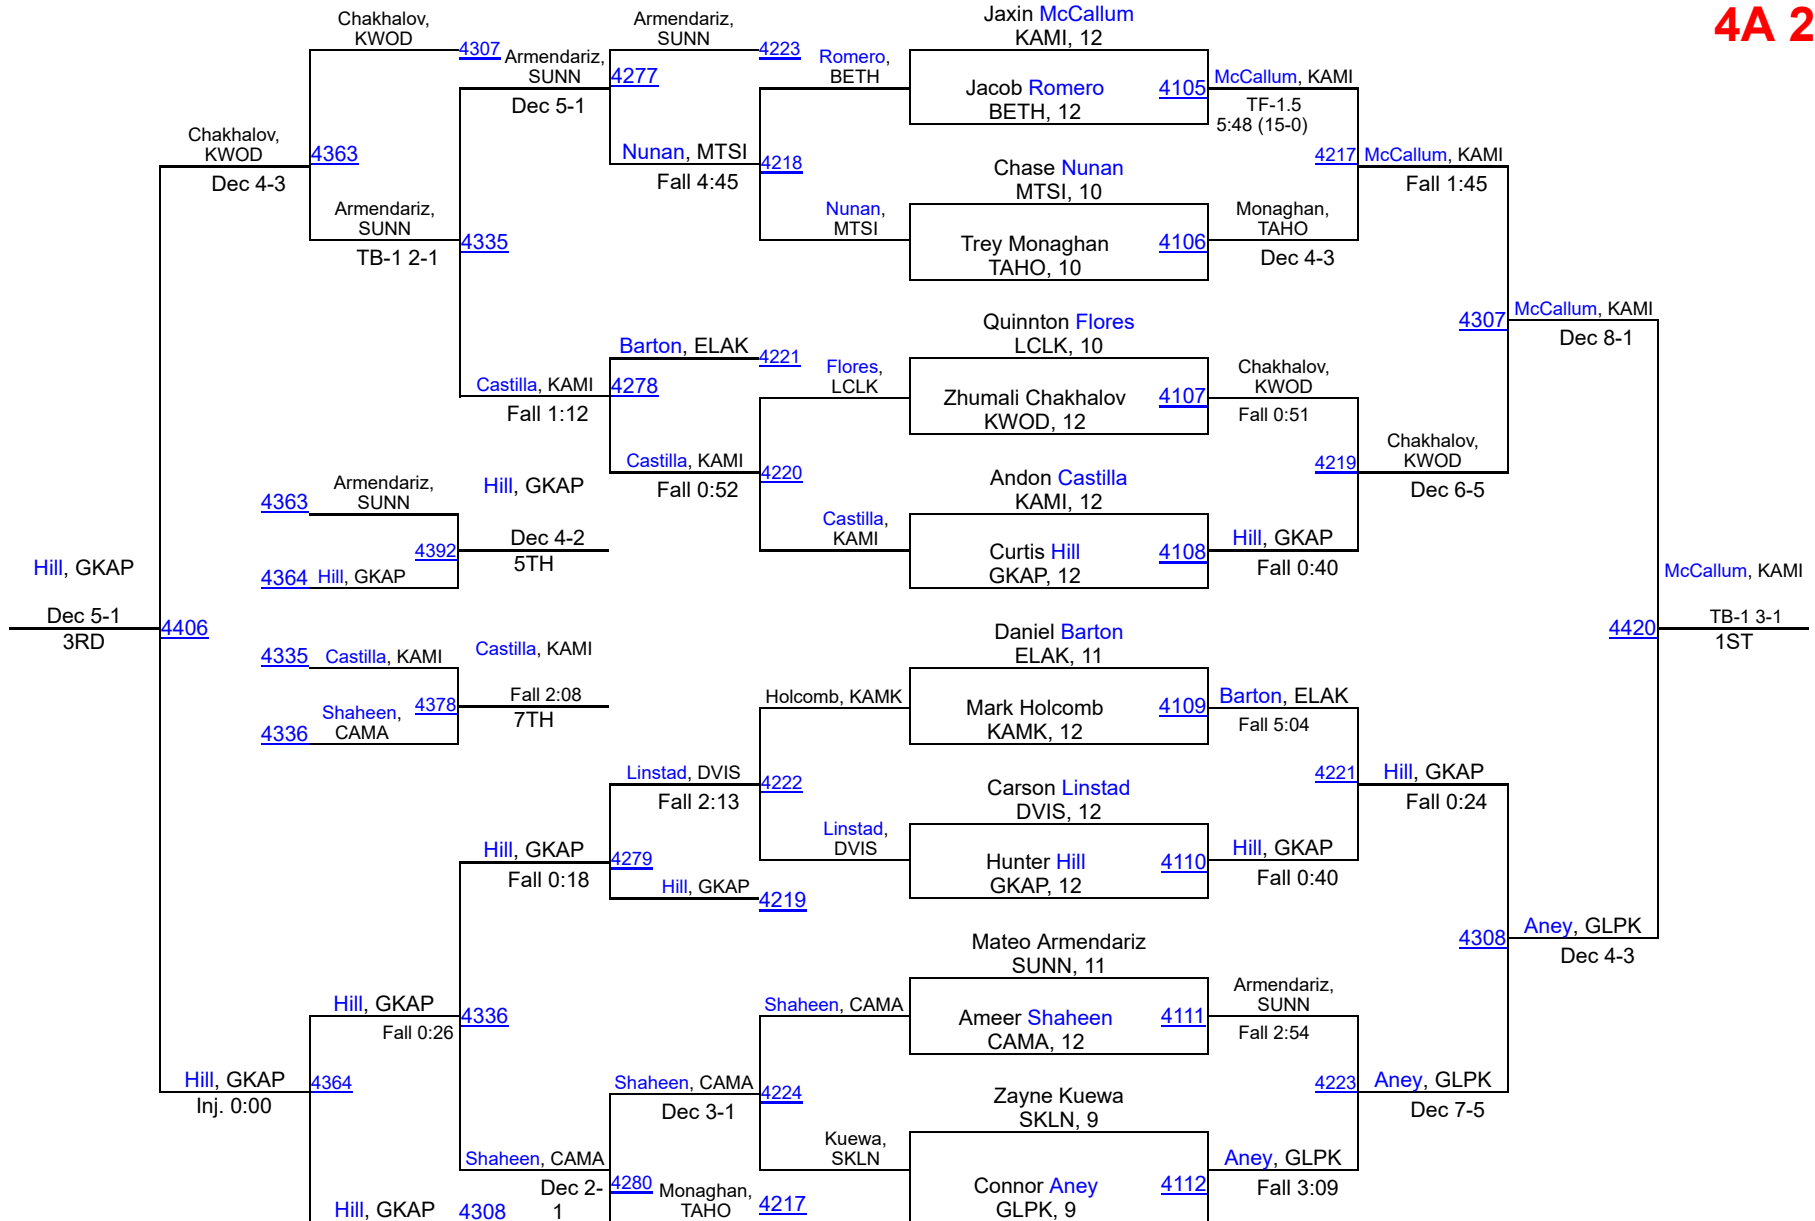 4A 2
Chakhalov,
KWOD
4307
Armendariz,
SUNN
Dec 5-1
4277
Armendariz,
SUNN
4223
Chakhalov,
KWOD
Dec 4-3
4363
Nunan, MTSI
Fall 4:45
4218
Armendariz,
SUNN
TB-1 2-1
4335
Barton, ELAK
4221
Castilla, KAMI
Fall 1:12
4278
Castilla, KAMI
Fall 0:52
4220
4363
Armendariz,
SUNN
Hill, GKAP
4392
Dec 4-2
5TH
4364
Hill, GKAP
Hill, GKAP
Dec 5-1
3RD
4406
4335
Castilla, KAMI
Castilla, KAMI
4378
Fall 2:08
7TH
4336
Shaheen,
CAMA
Linstad, DVIS
Fall 2:13
4222
Hill, GKAP
Fall 0:18
4279
Hill, GKAP
4219
Hill, GKAP
Fall 0:26
4336
Hill, GKAP
Inj. 0:00
4364
Shaheen, CAMA
Dec 3-1
4224
Shaheen, CAMA
Dec 2-
1
4280
Monaghan,
TAHO
4217
Hill, GKAP
4308
Romero,
BETH
Nunan,
MTSI
Flores,
LCLK
Castilla,
KAMI
Holcomb, KAMK
Linstad,
DVIS
Shaheen, CAMA
Kuewa,
SKLN
Jaxin McCallum
KAMI, 12
Jacob Romero
BETH, 12
4105
Chase Nunan
MTSI, 10
Trey Monaghan
TAHO, 10
4106
Quinnton Flores
LCLK, 10
Zhumali Chakhalov
KWOD, 12
4107
Andon Castilla
KAMI, 12
Curtis Hill
GKAP, 12
4108
Daniel Barton
ELAK, 11
Mark Holcomb
KAMK, 12
4109
Carson Linstad
DVIS, 12
Hunter Hill
GKAP, 12
4110
Mateo Armendariz
SUNN, 11
Ameer Shaheen
CAMA, 12
4111
Zayne Kuewa
SKLN, 9
Connor Aney
GLPK, 9
4112
McCallum, KAMI
TF-1.5
5:48 (15-0)
Monaghan,
TAHO
Dec 4-3
Chakhalov,
KWOD
Fall 0:51
Hill, GKAP
Fall 0:40
Barton, ELAK
Fall 5:04
Hill, GKAP
Fall 0:40
Armendariz,
SUNN
Fall 2:54
Aney, GLPK
Fall 3:09
4217
McCallum, KAMI
Fall 1:45
4219
Chakhalov,
KWOD
Dec 6-5
4221
Hill, GKAP
Fall 0:24
4223
Aney, GLPK
Dec 7-5
4307
McCallum, KAMI
Dec 8-1
4308
Aney, GLPK
Dec 4-3
McCallum, KAMI
4420
TB-1 3-1
1ST